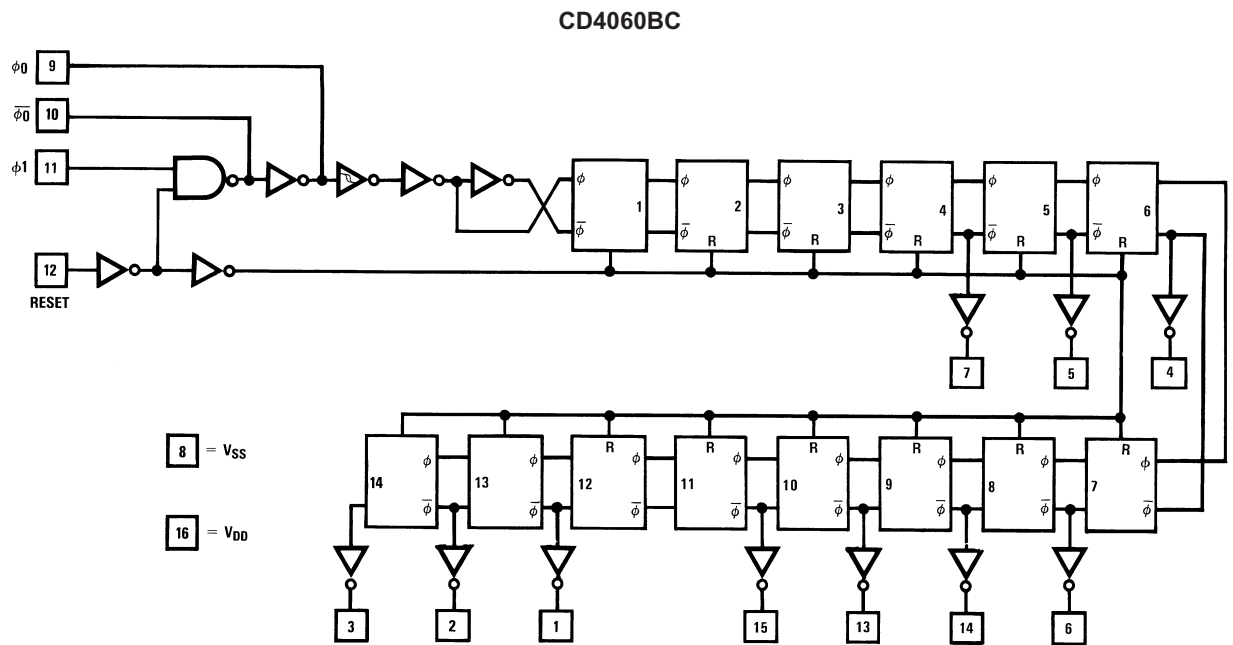 CD4060BC
ϕ0 9
ϕ0̅ 10
ϕ1 11
12
RESET
ϕ ϕ̅ 1
2
3 R
4 R
ϕ ϕ̅ 5 R
6 R
R
7 5 4
8 = VSS
16 = VDD
14 ϕ ϕ̅
13 ϕ ϕ̅
R 12 ϕ ϕ̅
R 11 ϕ ϕ̅
R 10 ϕ ϕ̅
R 9 ϕ ϕ̅
R 8 ϕ ϕ̅
R 7 ϕ ϕ̅
3 2 1 15 13 14 6